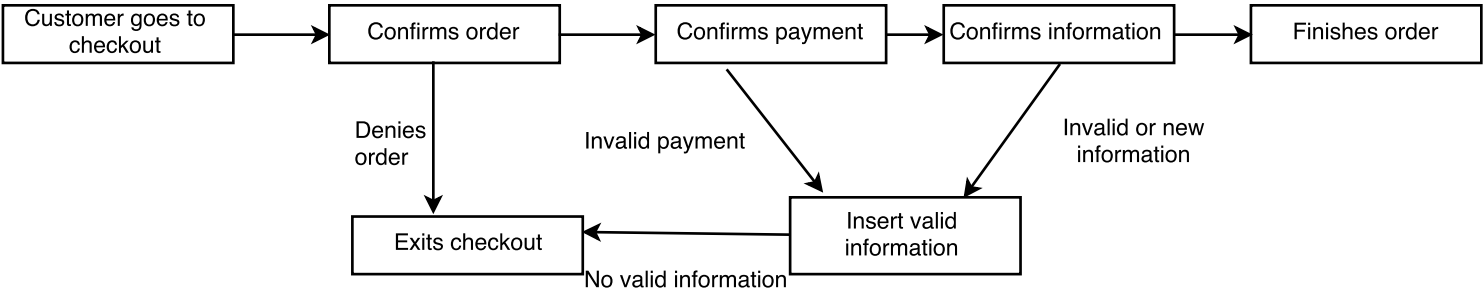 Customer goes to
checkout
Confirms order
Confirms payment
Confirms information
Finishes order
Denies
order
Invalid payment
Invalid or new
information
Exits checkout
Insert valid
information
No valid information